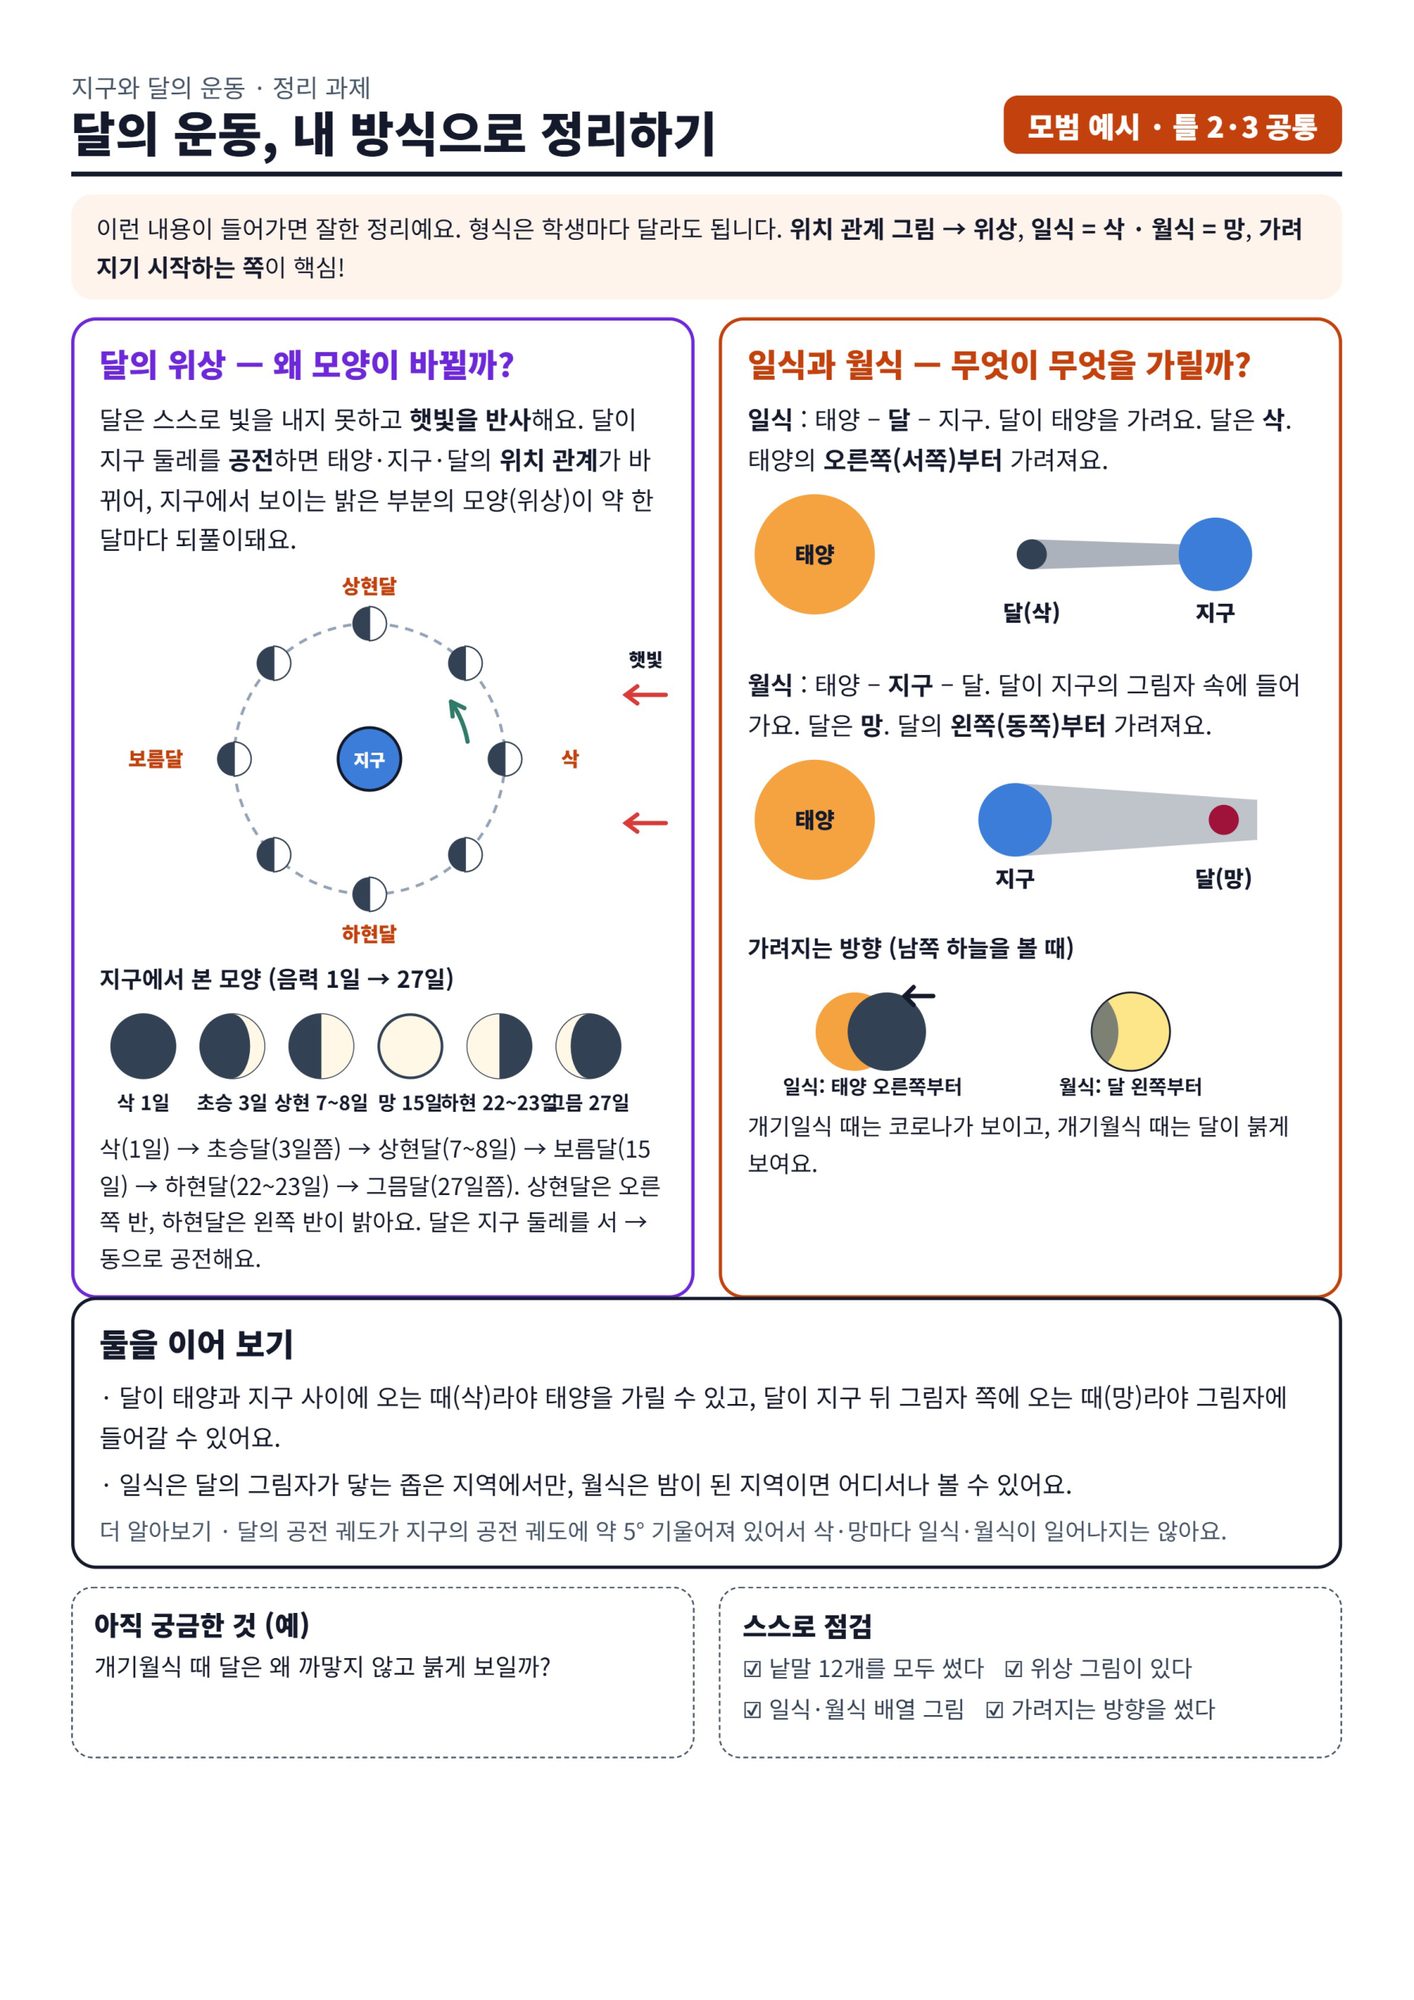 지구와 달의 운동 · 정리 과제
달의 운동, 내 방식으로 정리하기
모범 예시 · 틀 2·3 공통
이런 내용이 들어가면 잘한 정리예요. 형식은 학생마다 달라도 됩니다. 위치 관계 그림 → 위상, 일식 = 삭 · 월식 = 망, 가려
지기 시작하는 쪽이 핵심!
달의 위상 — 왜 모양이 바뀔까?
달은 스스로 빛을 내지 못하고 햇빛을 반사해요. 달이
지구 둘레를 공전하면 태양·지구·달의 위치 관계가 바
뀌어, 지구에서 보이는 밝은 부분의 모양(위상)이 약 한
달마다 되풀이돼요.
상현달
햇빛
보름달
지구
삭
하현달
지구에서 본 모양 (음력 1일 → 27일)
삭 1일
초승 3일
상현 7~8일
망 15일
하현 22~23일
그믐 27일
삭(1일) → 초승달(3일쯤) → 상현달(7~8일) → 보름달(15
일) → 하현달(22~23일) → 그믐달(27일쯤). 상현달은 오른
쪽 반, 하현달은 왼쪽 반이 밝아요. 달은 지구 둘레를 서 →
동으로 공전해요.
일식과 월식 — 무엇이 무엇을 가릴까?
일식 : 태양 – 달 – 지구. 달이 태양을 가려요. 달은 삭.
태양의 오른쪽(서쪽)부터 가려져요.
태양
달(삭)
지구
월식 : 태양 – 지구 – 달. 달이 지구의 그림자 속에 들어
가요. 달은 망. 달의 왼쪽(동쪽)부터 가려져요.
태양
지구
달(망)
가려지는 방향 (남쪽 하늘을 볼 때)
일식: 태양 오른쪽부터
월식: 달 왼쪽부터
개기일식 때는 코로나가 보이고, 개기월식 때는 달이 붉게
보여요.
둘을 이어 보기
· 달이 태양과 지구 사이에 오는 때(삭)라야 태양을 가릴 수 있고, 달이 지구 뒤 그림자 쪽에 오는 때(망)라야 그림자에
들어갈 수 있어요.
· 일식은 달의 그림자가 닿는 좁은 지역에서만, 월식은 밤이 된 지역이면 어디서나 볼 수 있어요.
더 알아보기 · 달의 공전 궤도가 지구의 공전 궤도에 약 5° 기울어져 있어서 삭·망마다 일식·월식이 일어나지는 않아요.
아직 궁금한 것 (예)
개기월식 때 달은 왜 까맣지 않고 붉게 보일까?
스스로 점검
☑ 낱말 12개를 모두 썼다 ☑ 위상 그림이 있다
☑ 일식·월식 배열 그림 ☑ 가려지는 방향을 썼다